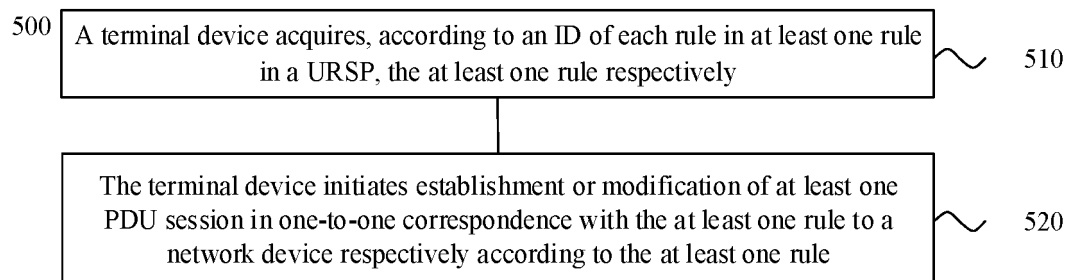 500
A terminal device acquires, according to an ID of each rule in at least one rule
in a URSP, the at least one rule respectively
510
The terminal device initiates establishment or modification of at least one
PDU session in one-to-one correspondence with the at least one rule to a
network device respectively according to the at least one rule
520